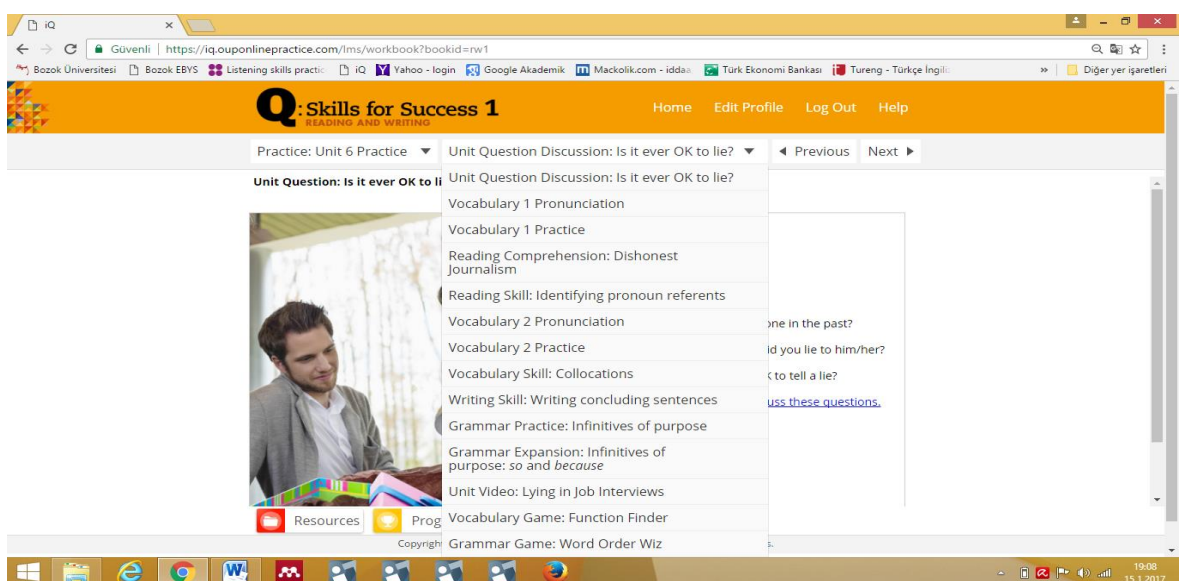 iQ
Güvenli | https://iq.ouponlinepractice.com/lms/workbook?bookid=rw1
Bozok Üniversitesi Bozok EBYS Listening skills practic iQ Yahoo - login Google Akademik Mackolik.com - iddaa Türk Ekonomi Bankası Tureng - Türkçe İngiliz » Diğer yer işaretleri
Q: Skills for Success 1
READING AND WRITING
Home Edit Profile Log Out Help
Practice: Unit 6 Practice Unit Question Discussion: Is it ever OK to lie? Previous Next
Unit Question: Is it ever OK to li
Unit Question Discussion: Is it ever OK to lie?
Vocabulary 1 Pronunciation
Vocabulary 1 Practice
Reading Comprehension: Dishonest
Journalism
Reading Skill: Identifying pronoun referents
Vocabulary 2 Pronunciation
one in the past?
Vocabulary 2 Practice
id you lie to him/her?
Vocabulary Skill: Collocations
to tell a lie?
Writing Skill: Writing concluding sentences
uss these questions.
Grammar Practice: Infinitives of purpose
Grammar Expansion: Infinitives of
purpose: so and because
Unit Video: Lying in Job Interviews
Vocabulary Game: Function Finder
Grammar Game: Word Order Wiz
Resources Prog
Copyrigh s.
19:08
15.1.2017